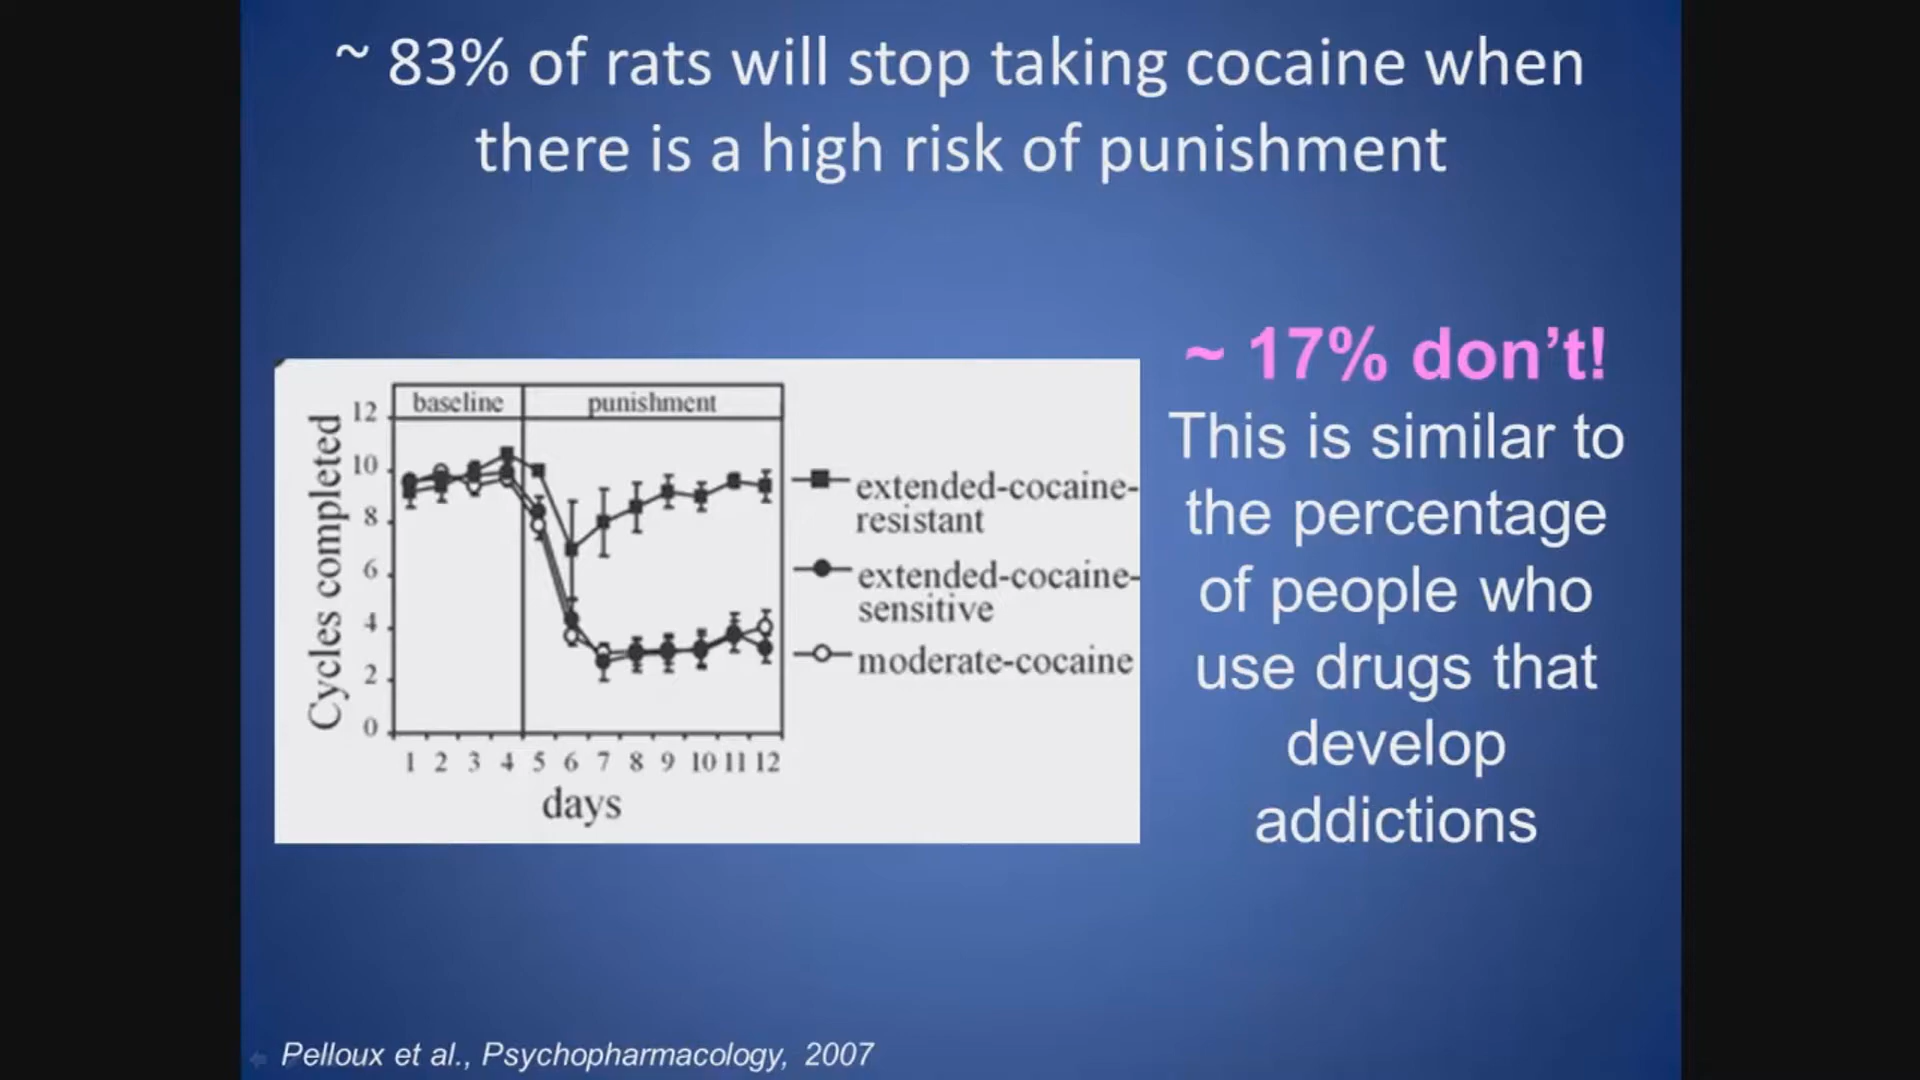 ~ 83% of rats will stop taking cocaine when
there is a high risk of punishment
~ 17% don't!
This is similar to
the percentage
of people who
use drugs that
develop
addictions
baseline punishment
Cycles completed
12
10
8
6
4
2
0
1 2 3 4 5 6 7 8 9 10 11 12
days
extended-cocaine-
resistant
extended-cocaine-
sensitive
moderate-cocaine
Pelloux et al., Psychopharmacology, 2007